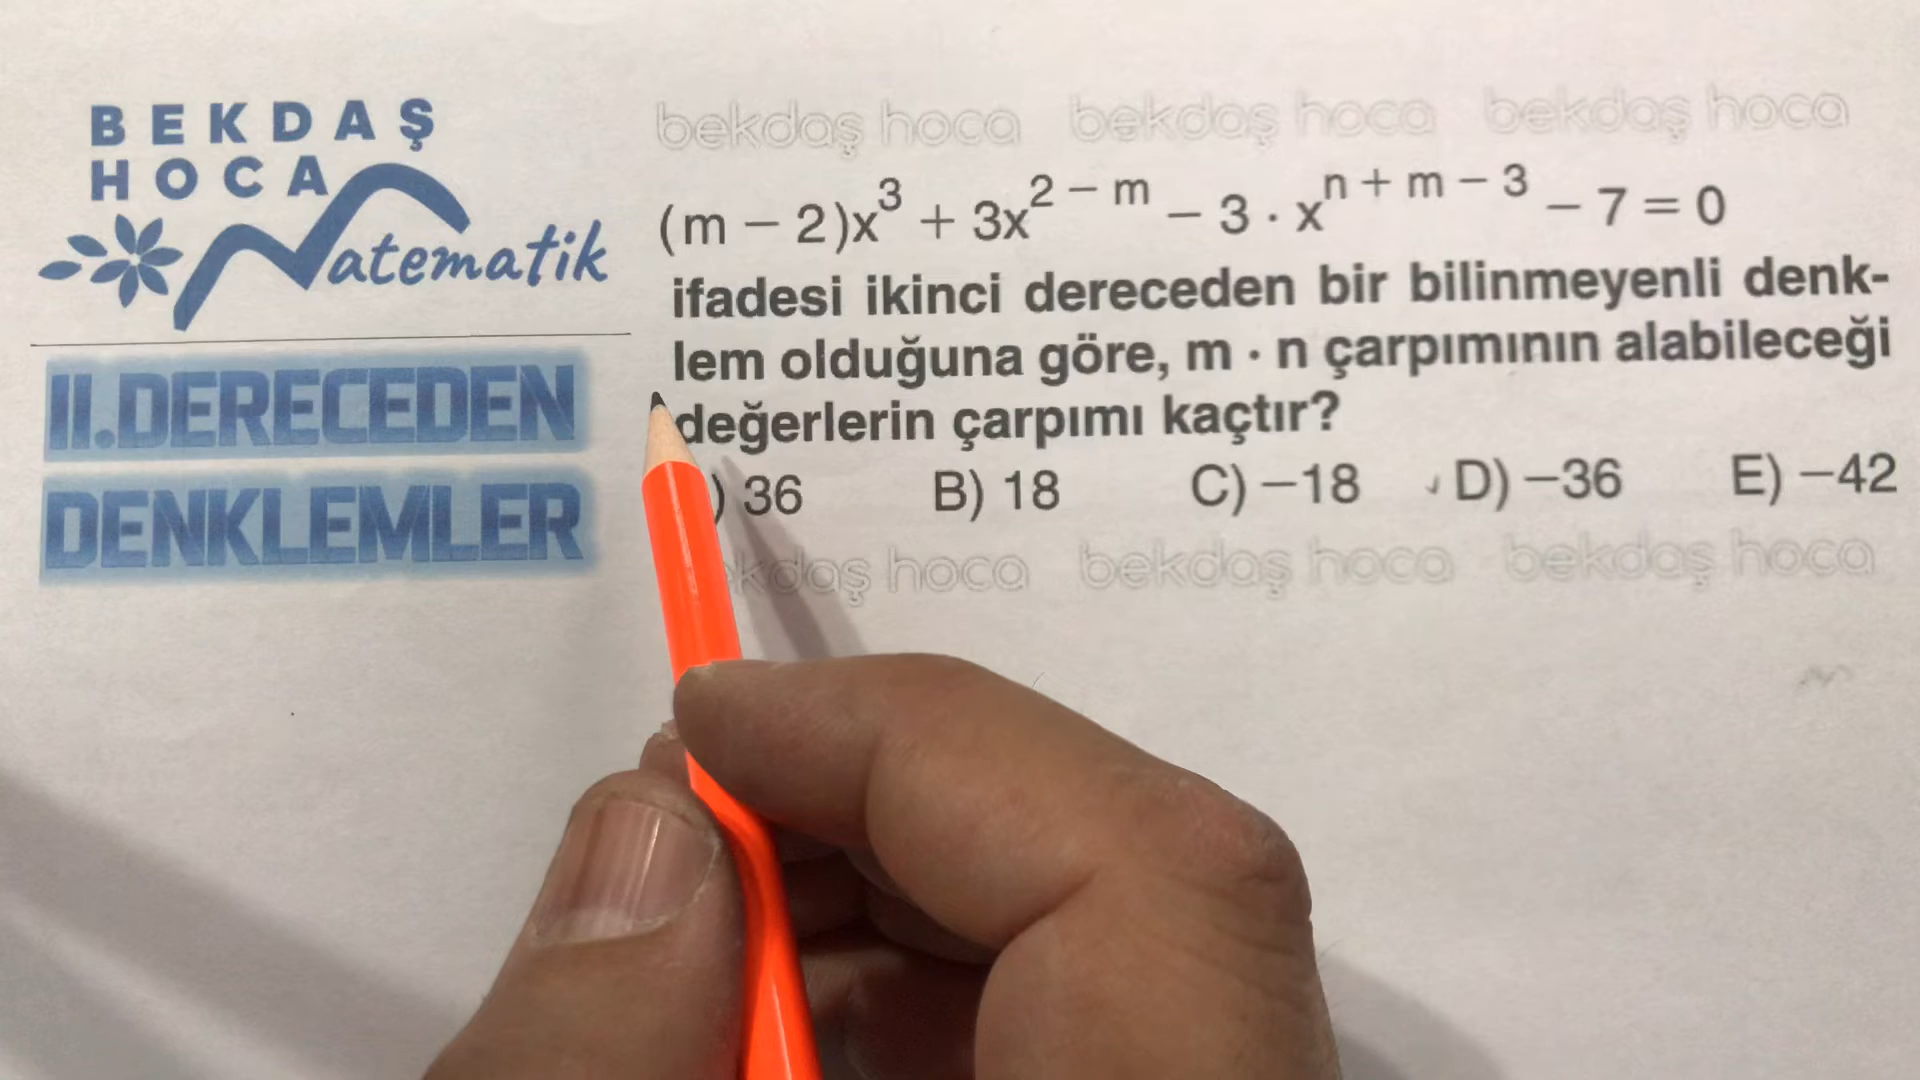 BEKDAŞ
HOCA
Matematik
II.DERECEDEN
DENKLEMLER
bekdaş hoca bekdaş hoca bekdaş hoca
(m − 2)x³ + 3x²⁻ᵐ − 3 · xⁿ⁺ᵐ⁻³ − 7 = 0
ifadesi ikinci dereceden bir bilinmeyenli denk-
lem olduğuna göre, m · n çarpımının alabileceği
değerlerin çarpımı kaçtır?
) 36 B) 18 C) −18 D) −36 E) −42
kdaş hoca bekdaş hoca bekdaş hoca